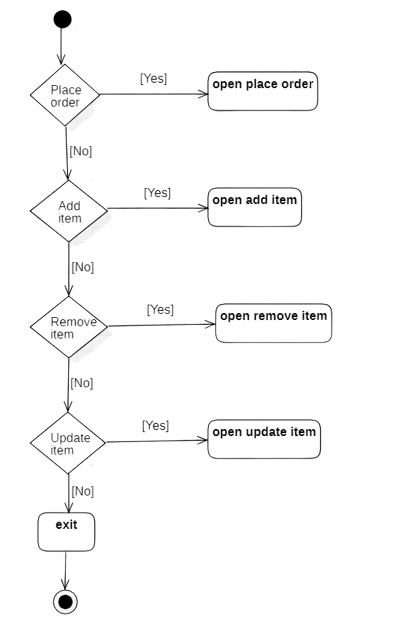 [Yes]
Place
order
open place order
[No]
[Yes]
Add
item
open add item
[No]
[Yes]
Remove
item
open remove item
[No]
[Yes]
Update
item
open update item
[No]
exit